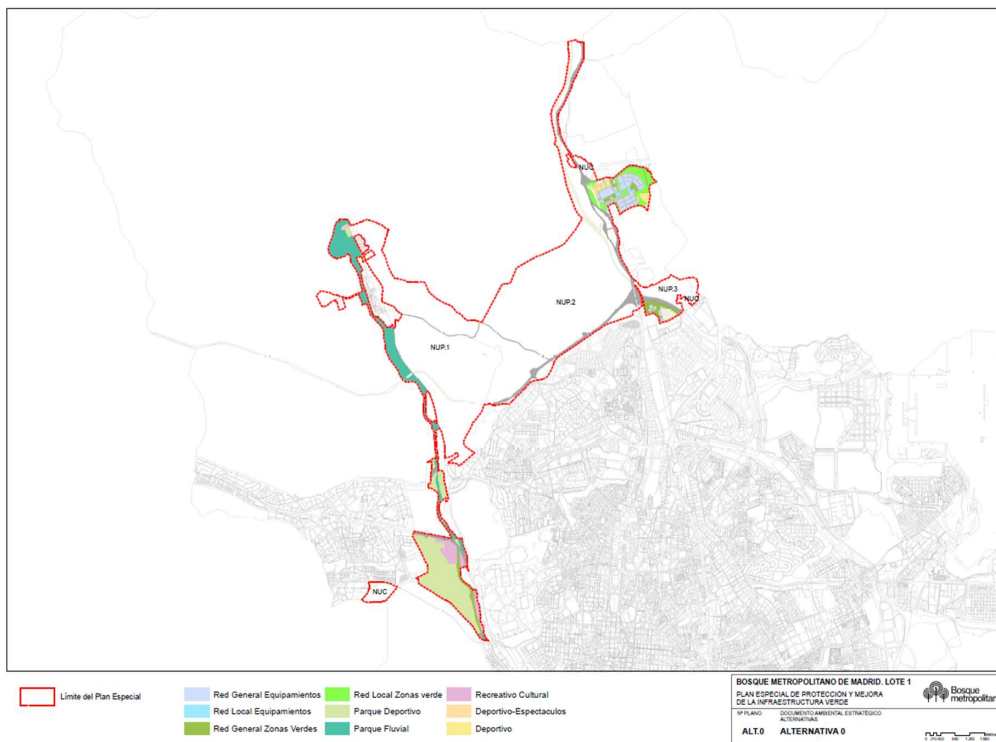 NUC
NUP.3
NUC
NUP.2
NUP.1
NUC
Límite del Plan Especial
Red General Equipamientos
Red Local Equipamientos
Red General Zonas Verdes
Red Local Zonas verde
Parque Deportivo
Parque Fluvial
Recreativo Cultural
Deportivo-Espectaculos
Deportivo
BOSQUE METROPOLITANO DE MADRID. LOTE 1
PLAN ESPECIAL DE PROTECCIÓN Y MEJORA
DE LA INFRAESTRUCTURA VERDE
Bosque
metropolitan
Nº PLANO
DOCUMENTO AMBIENTAL ESTRATÉGICO
ALTERNATIVAS
ALT.0
ALTERNATIVA 0